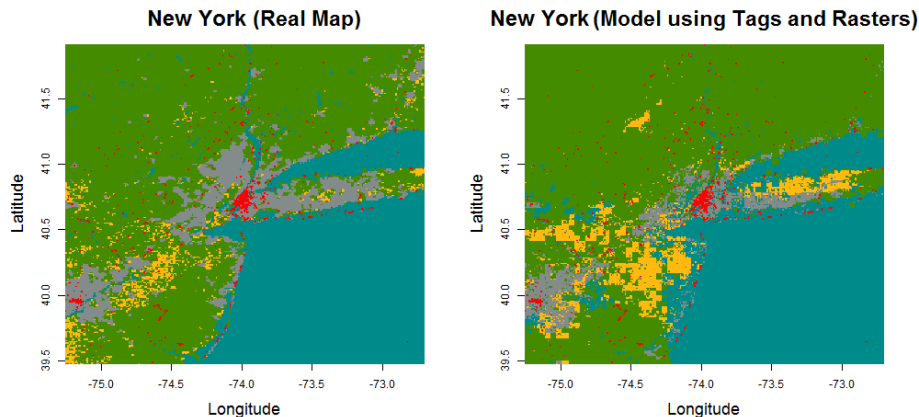 New York (Real Map)
Latitude
41.5
41.0
40.5
40.0
39.5
-75.0 -74.5 -74.0 -73.5 -73.0
Longitude
New York (Model using Tags and Rasters)
Latitude
41.5
41.0
40.5
40.0
39.5
-75.0 -74.5 -74.0 -73.5 -73.0
Longitude